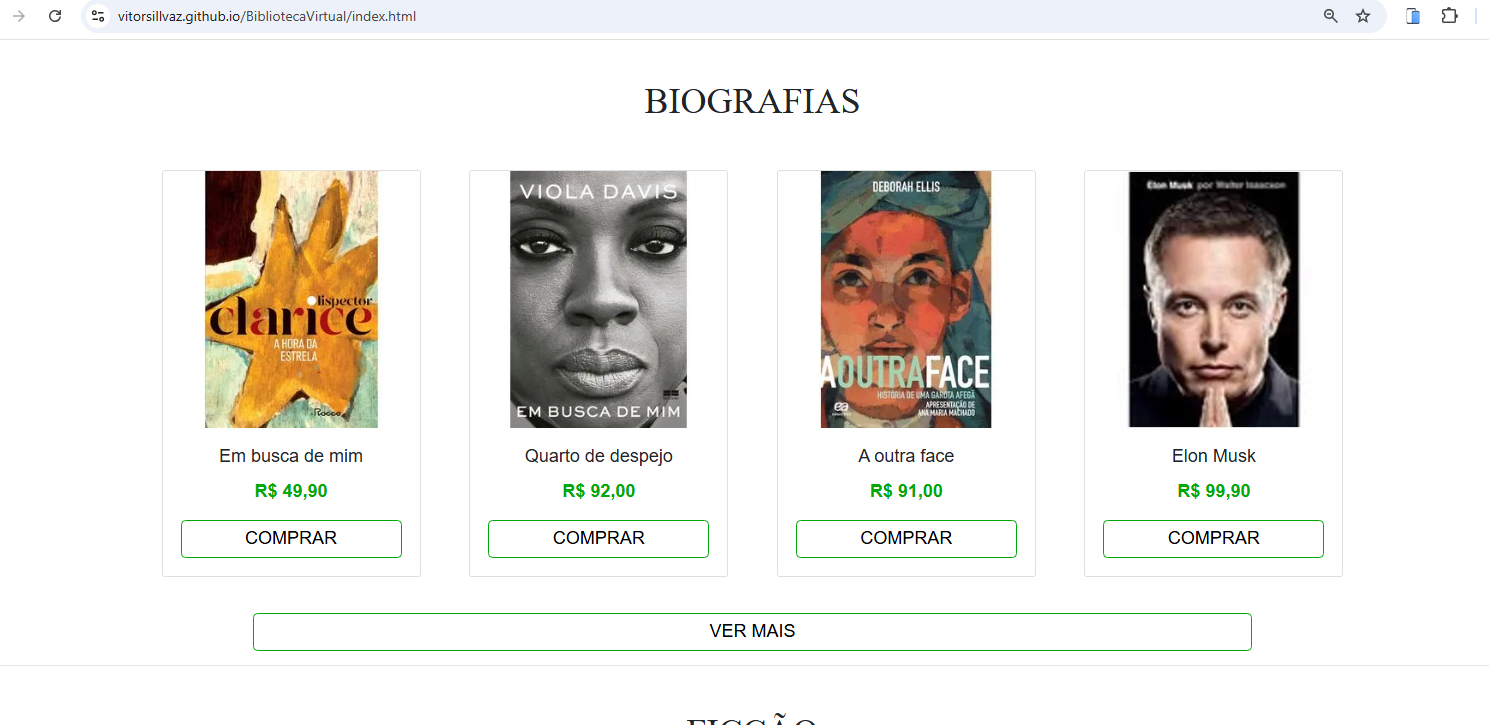 vitorsillvaz.github.io/BibliotecaVirtual/index.html
BIOGRAFIAS
lispector
clarice
A HORA DA
ESTRELA
Rocco
Em busca de mim
R$ 49,90
COMPRAR
VIOLA DAVIS
EM BUSCA DE MIM
Quarto de despejo
R$ 92,00
COMPRAR
DEBORAH ELLIS
A OUTRA FACE
HISTÓRIA DE UMA GAROTA AFEGÃ
APRESENTAÇÃO DE
ANA MARIA MACHADO
A outra face
R$ 91,00
COMPRAR
Elon Musk por Walter Isaacson
Elon Musk
R$ 99,90
COMPRAR
VER MAIS
FICÇÃO